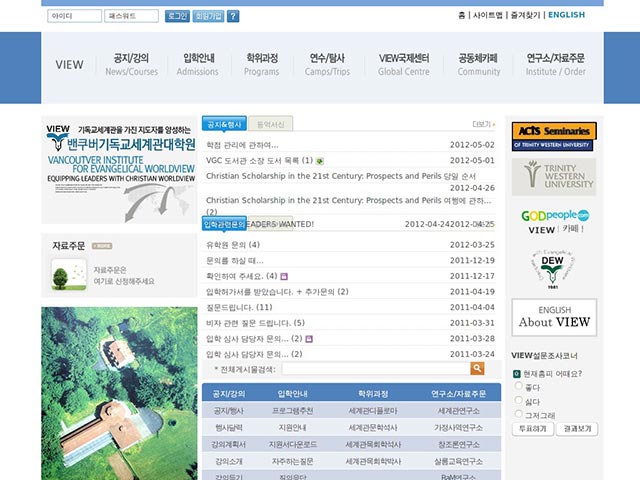 아이디 패스워드 로그인 회원가입 ?
홈 | 사이트맵 | 즐겨찾기 | ENGLISH
VIEW
공지/강의 입학안내 학위과정 연수/탐사 VIEW국제센터 공동체카페 연구소/자료주문
News/Courses Admissions Programs Camps/Trips Global Centre Community Institute / Order
VIEW 기독교세계관을 가진 지도자를 양성하는
밴쿠버기독교세계관대학원
VANCOUTVER INSTITUTE
FOR EVANGELICAL WORLDVIEW
EQUIPPING LEADERS WITH CHRISTIAN WORLDVIEW
자료주문
자료주문은
여기로 신청해주세요
공지&행사 동역서신 더보기
학점 관리에 관하여... 2012-05-02
VGC 도서관 소장 도서 목록 (1) 2012-05-01
Christian Scholarship in the 21st Century: Prospects and Perils 당일 순서
2012-04-26
Christian Scholarship in the 21st Century: Prospects and Perils 여행에 관하...
(2)
입학관련문의 EADERS WANTED! 2012-04-24
유학원 문의 (4) 2012-03-25
문의를 하실 때... 2011-12-19
확인하여 주세요. (4) 2011-12-17
입학허가서를 받았습니다. + 추가문의 (2) 2011-04-19
질문드립니다. (11) 2011-04-04
비자 관련 질문 드립니다. (5) 2011-03-31
입학 심사 담당자 문의... (2) 2011-03-28
입학 심사 담당자 문의... (2) 2011-03-24
* 전체게시물검색:
공지/강의 입학안내 학위과정 연구소/자료주문
공지/행사 프로그램추천 세계관디플로마 세계관연구소
행사달력 지원안내 세계관문학석사 가정사역연구소
강의계획서 지원서다운로드 세계관목회학석사 창조론연구소
강의소개 자주하는질문 세계관목회학박사 살롬교육연구소
강의듣기 질의응답 BaM연구소
ACTS Seminaries
OF TRINITY WESTERN UNIVERSITY
TRINITY
WESTERN
UNIVERSITY
GODpeople.com
VIEW | 카페 !
DEW
1981
ENGLISH
About VIEW
VIEW설문조사코너
현재홈피 어때요?
좋다
싫다
그저그래
투표하기 결과보기